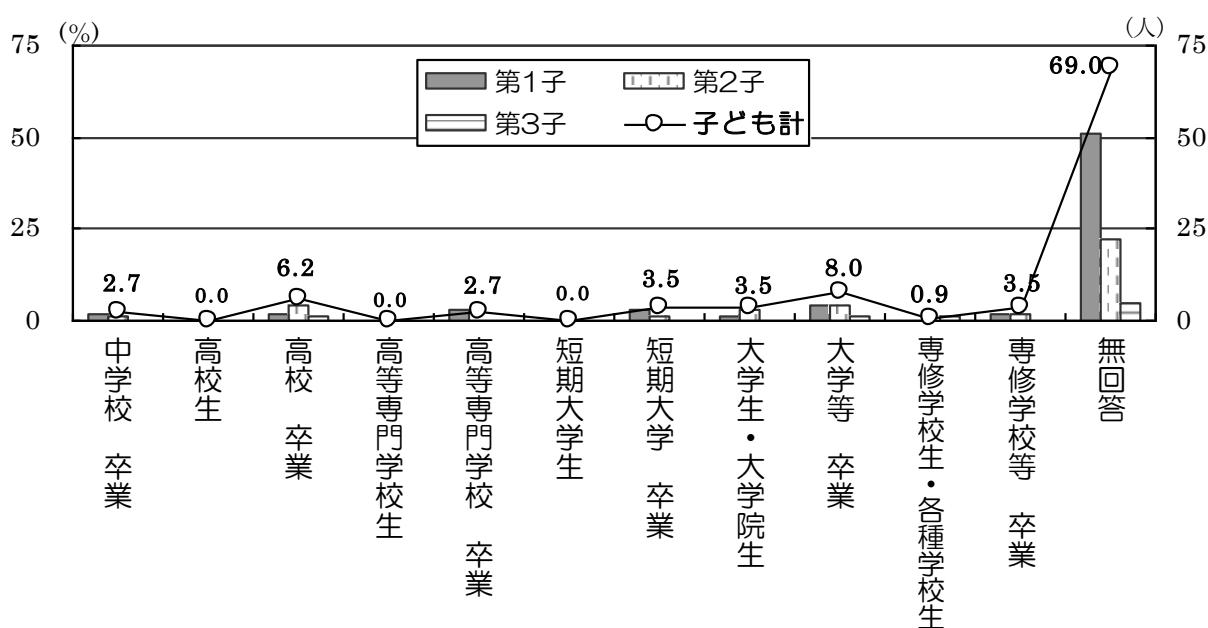 (%)
(人)
75
50
25
0
75
50
25
0
第1子
第2子
第3子
子ども計
2.7
0.0
6.2
0.0
2.7
0.0
3.5
3.5
8.0
0.9
3.5
69.0
中学校 卒業
高校生
高校 卒業
高等専門学校生
高等専門学校 卒業
短期大学生
短期大学 卒業
大学生・大学院生
大学等 卒業
専修学校生・各種学校生
専修学校等 卒業
無回答